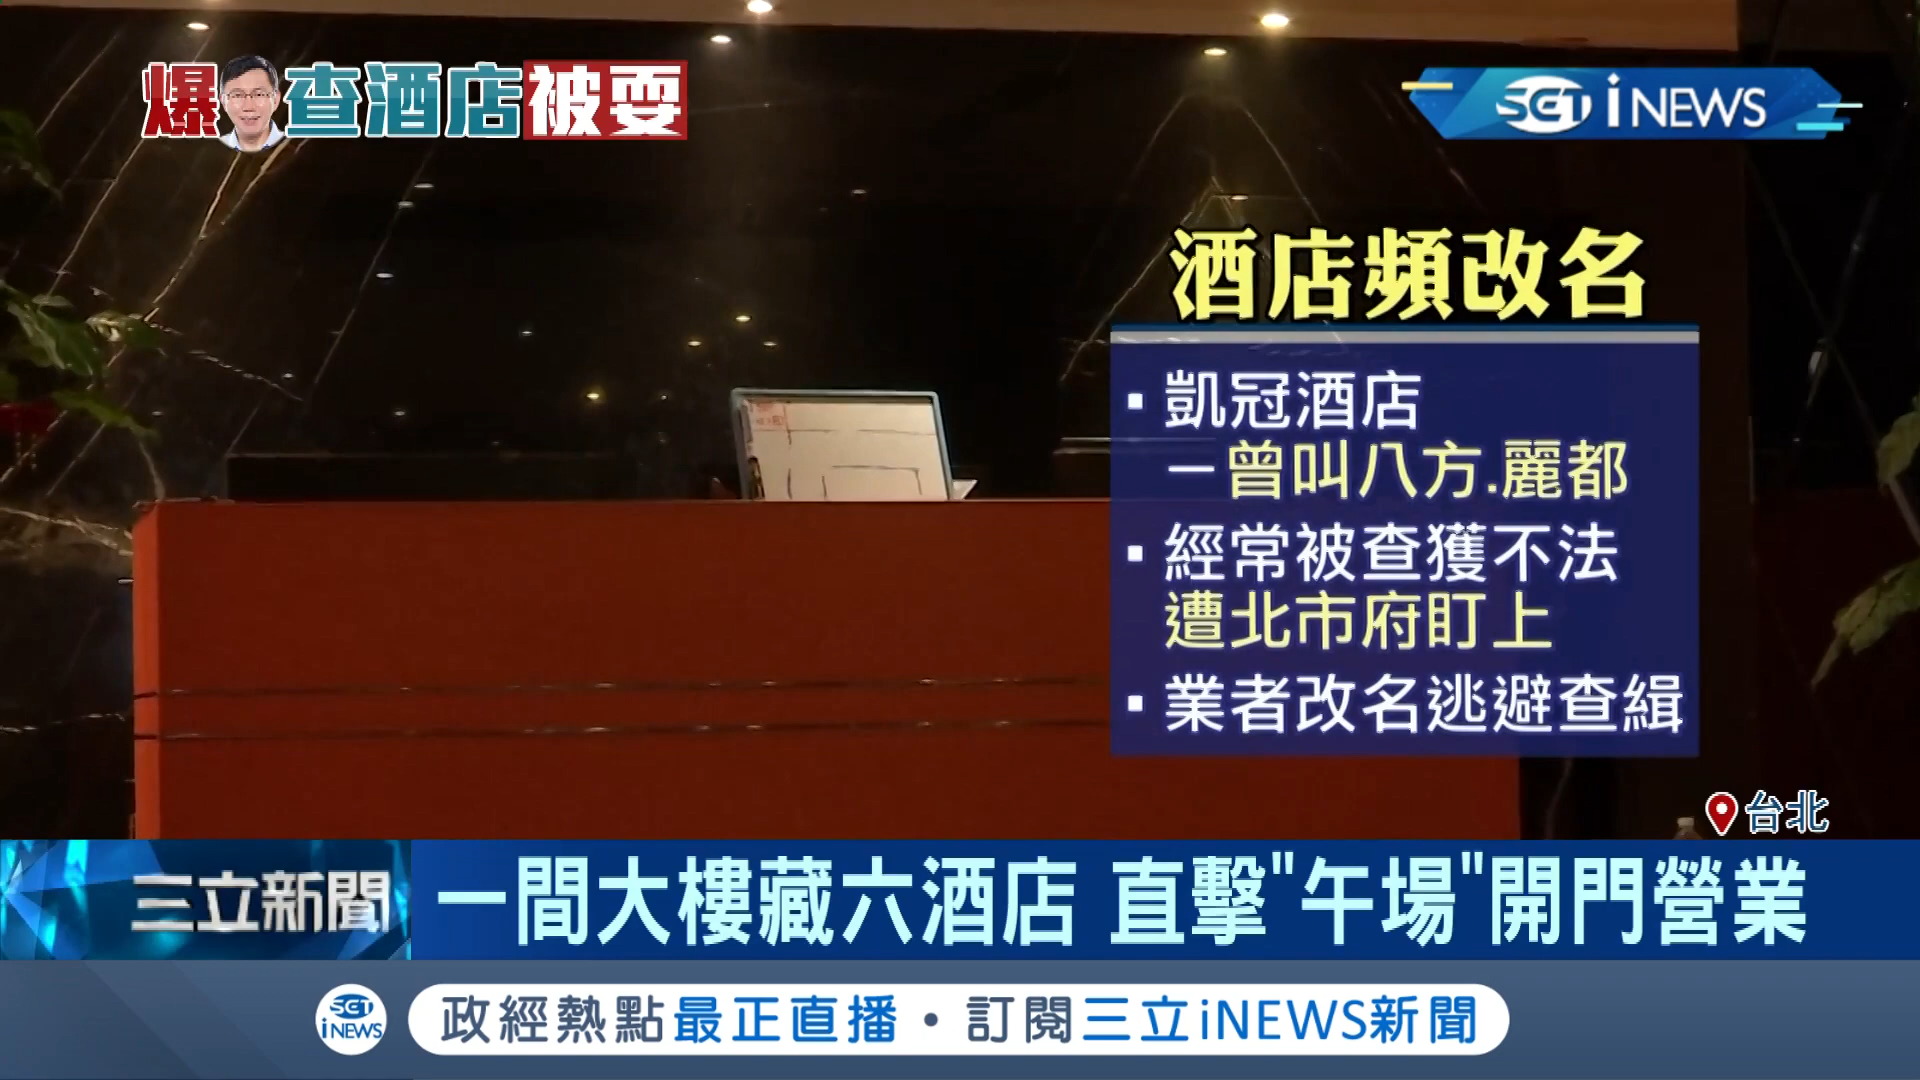 爆 查酒店被耍
SET iNEWS
酒店頻改名
▪ 凱冠酒店
－曾叫八方.麗都
▪ 經常被查獲不法
遭北市府盯上
▪ 業者改名逃避查緝
台北
三立新聞
一間大樓藏六酒店 直擊"午場"開門營業
SET iNEWS
政經熱點最正直播・訂閱三立iNEWS新聞